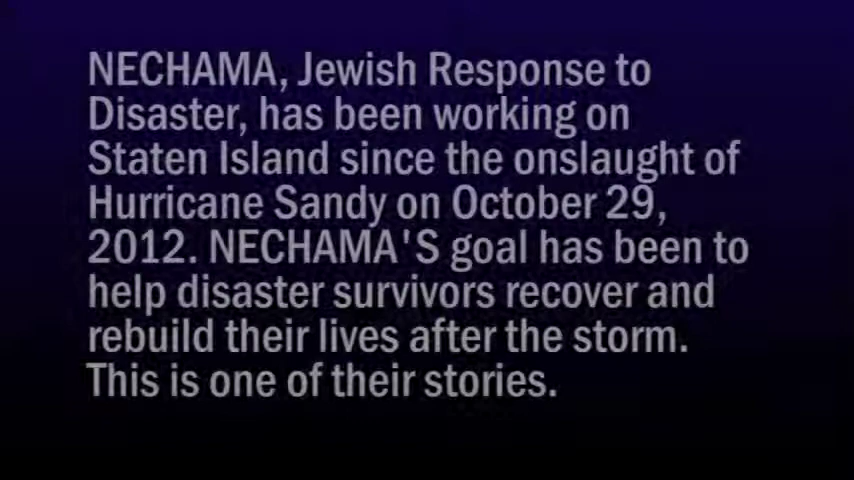 NECHAMA, Jewish Response to
Disaster, has been working on
Staten Island since the onslaught of
Hurricane Sandy on October 29,
2012. NECHAMA'S goal has been to
help disaster survivors recover and
rebuild their lives after the storm.
This is one of their stories.